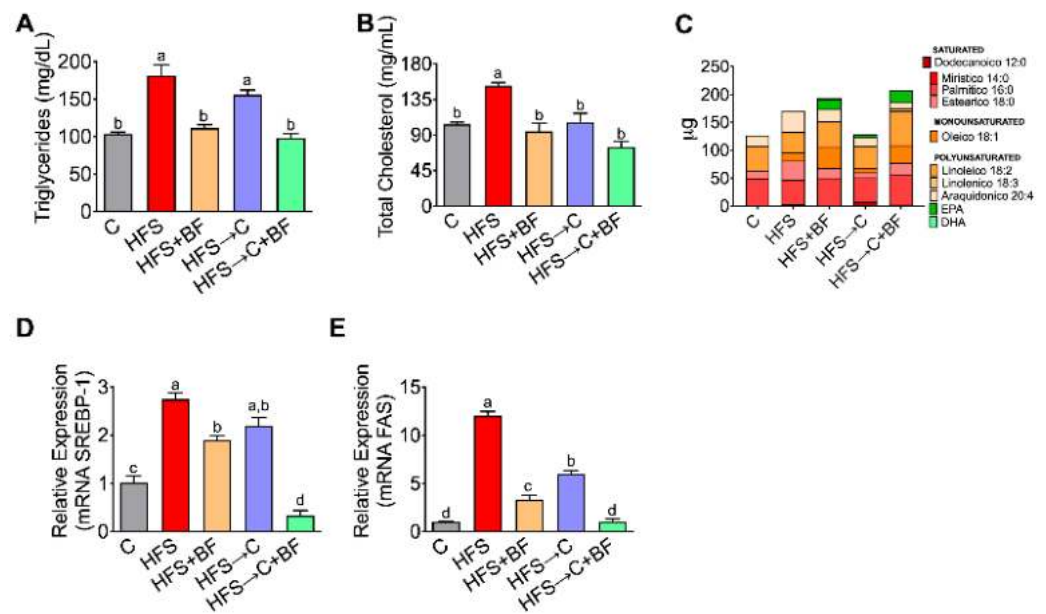 A
Triglycerides (mg/dL)
200
150
100
50
0
b
a
b
a
b
C
HFS
HFS+BF
HFS→C
HFS→C+BF
B
Total Cholesterol (mg/mL)
180
135
90
45
0
b
a
b
b
b
C
HFS
HFS+BF
HFS→C
HFS→C+BF
C
µg
250
200
150
100
50
0
C
HFS
HFS+BF
HFS→C
HFS→C+BF
SATURATED
Dodecanoico 12:0
Mirístico 14:0
Palmitico 16:0
Estearico 18:0
MONOUNSATURATED
Oleico 18:1
POLYUNSATURATED
Linoleico 18:2
Linolenico 18:3
Araquidonico 20:4
EPA
DHA
D
Relative Expression
(mRNA SREBP-1)
3
2
1
0
c
a
b
a,b
d
C
HFS
HFS+BF
HFS→C
HFS→C+BF
E
Relative Expression
(mRNA FAS)
15
10
5
0
d
a
c
b
d
C
HFS
HFS+BF
HFS→C
HFS→C+BF